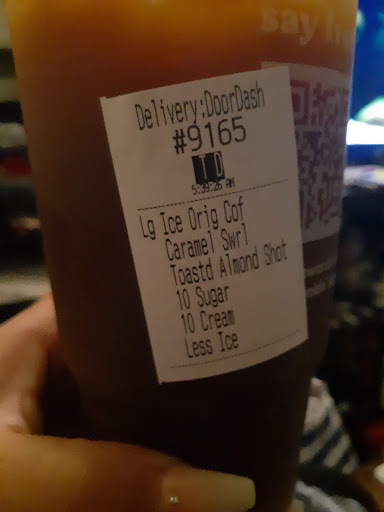 say
Delivery:DoorDash
#9165
5:39:26 AM
Lg Ice Orig Cof
Caramel Swrl
Toastd Almond Shot
10 Sugar
10 Cream
Less Ice